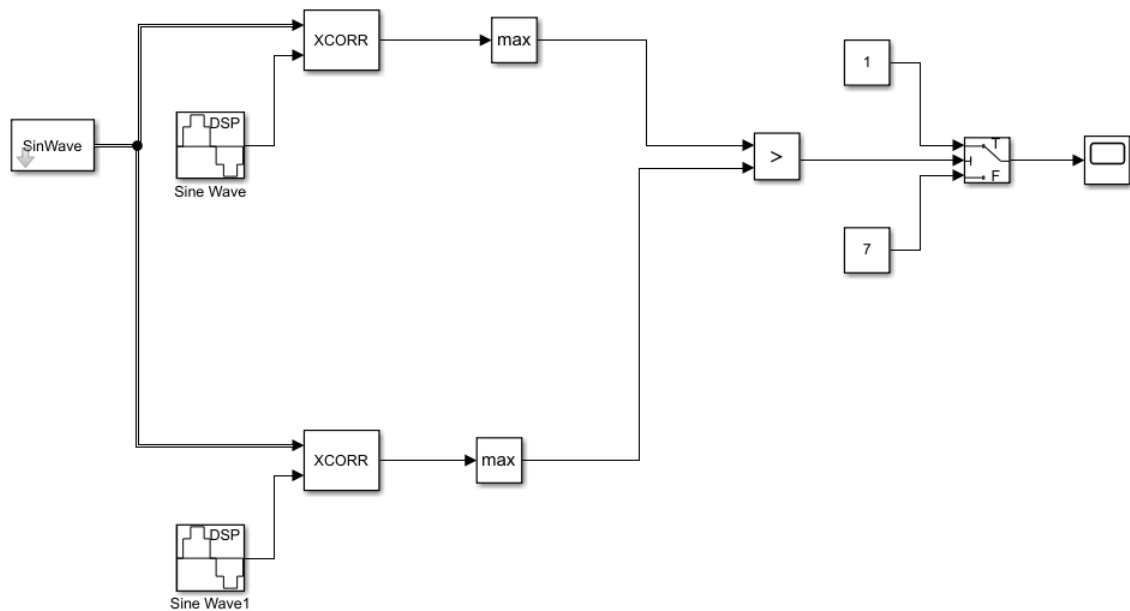 XCORR
max
1
DSP
SinWave
Sine Wave
>
T
F
7
XCORR
max
DSP
Sine Wave1